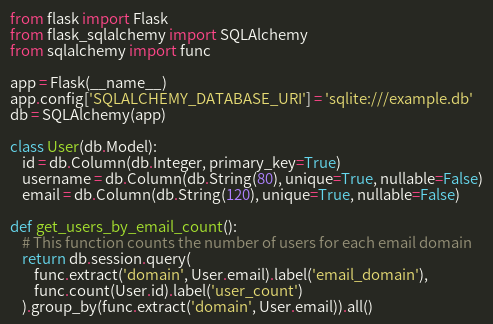 from flask import Flask
from flask_sqlalchemy import SQLAlchemy
from sqlalchemy import func

app = Flask(__name__)
app.config['SQLALCHEMY_DATABASE_URI'] = 'sqlite:///example.db'
db = SQLAlchemy(app)

class User(db.Model):
    id = db.Column(db.Integer, primary_key=True)
    username = db.Column(db.String(80), unique=True, nullable=False)
    email = db.Column(db.String(120), unique=True, nullable=False)

def get_users_by_email_count():
    # This function counts the number of users for each email domain
    return db.session.query(
        func.extract('domain', User.email).label('email_domain'),
        func.count(User.id).label('user_count')
    ).group_by(func.extract('domain', User.email)).all()